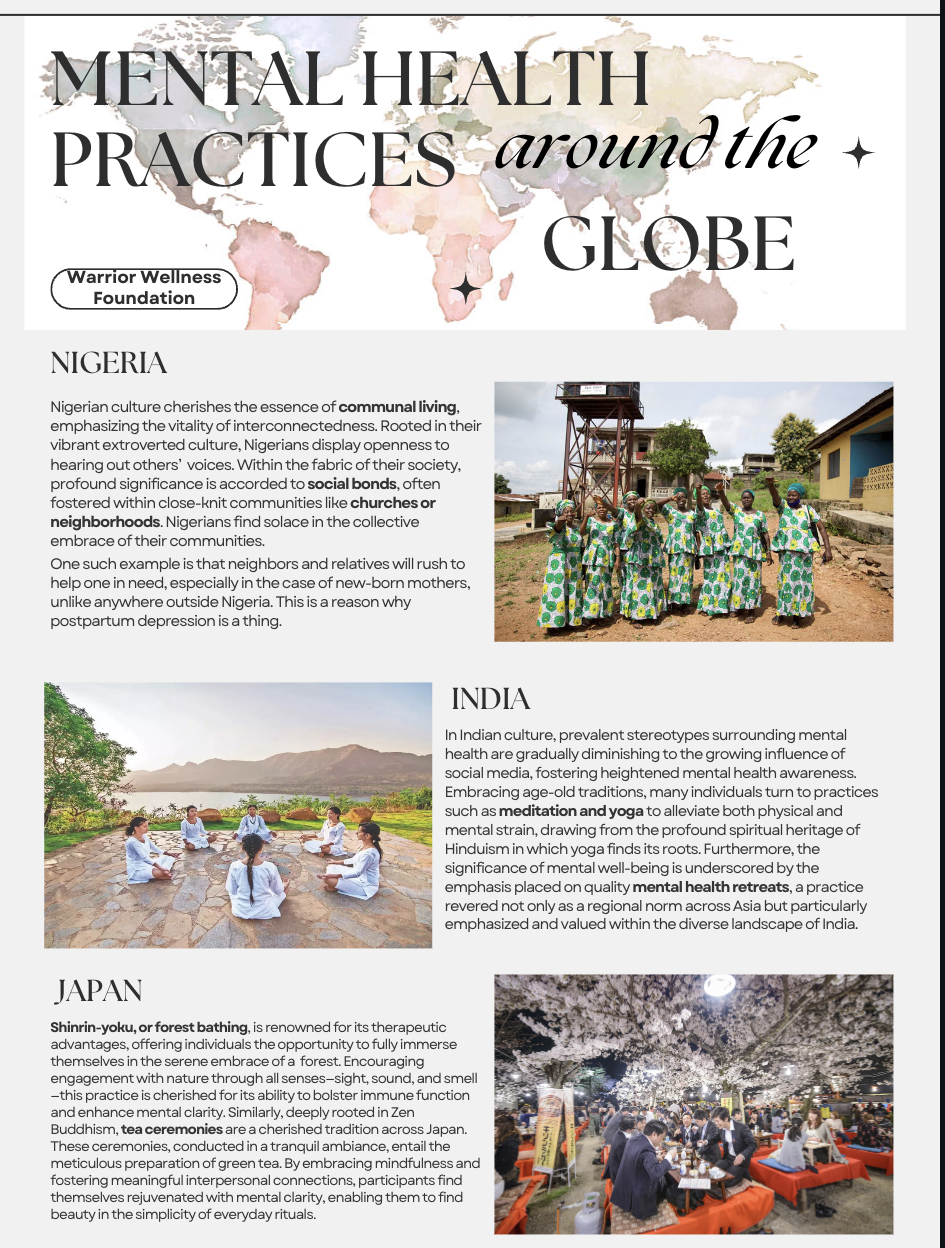 MENTAL HEALTH
PRACTICES around the
GLOBE
Warrior Wellness
Foundation
NIGERIA
Nigerian culture cherishes the essence of communal living,
emphasizing the vitality of interconnectedness. Rooted in their
vibrant extroverted culture, Nigerians display openness to
hearing out others’ voices. Within the fabric of their society,
profound significance is accorded to social bonds, often
fostered within close-knit communities like churches or
neighborhoods. Nigerians find solace in the collective
embrace of their communities.
One such example is that neighbors and relatives will rush to
help one in need, especially in the case of new-born mothers,
unlike anywhere outside Nigeria. This is a reason why
postpartum depression is a thing.
INDIA
In Indian culture, prevalent stereotypes surrounding mental
health are gradually diminishing to the growing influence of
social media, fostering heightened mental health awareness.
Embracing age-old traditions, many individuals turn to practices
such as meditation and yoga to alleviate both physical and
mental strain, drawing from the profound spiritual heritage of
Hinduism in which yoga finds its roots. Furthermore, the
significance of mental well-being is underscored by the
emphasis placed on quality mental health retreats, a practice
revered not only as a regional norm across Asia but particularly
emphasized and valued within the diverse landscape of India.
JAPAN
Shinrin-yoku, or forest bathing, is renowned for its therapeutic
advantages, offering individuals the opportunity to fully immerse
themselves in the serene embrace of a forest. Encouraging
engagement with nature through all senses—sight, sound, and smell
—this practice is cherished for its ability to bolster immune function
and enhance mental clarity. Similarly, deeply rooted in Zen
Buddhism, tea ceremonies are a cherished tradition across Japan.
These ceremonies, conducted in a tranquil ambiance, entail the
meticulous preparation of green tea. By embracing mindfulness and
fostering meaningful interpersonal connections, participants find
themselves rejuvenated with mental clarity, enabling them to find
beauty in the simplicity of everyday rituals.